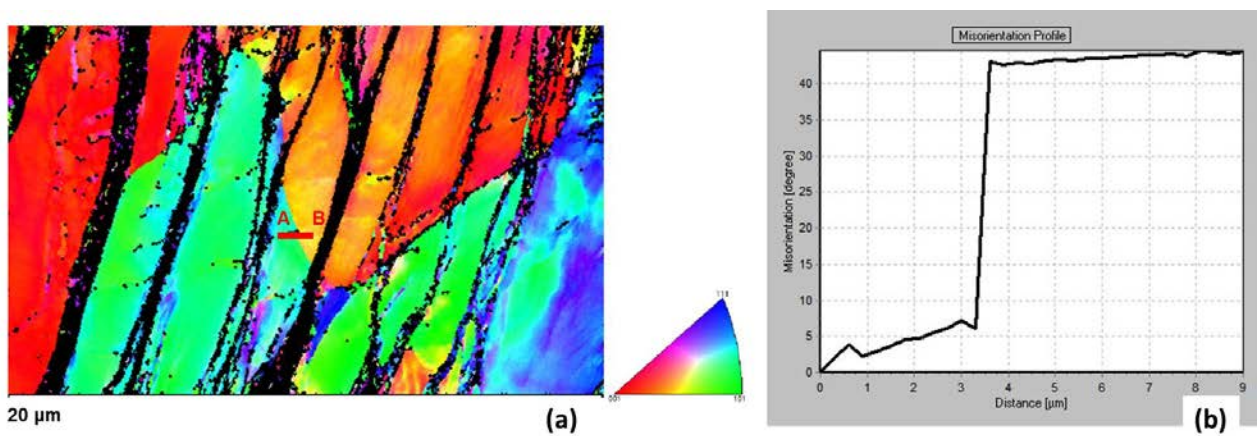 A B
20 µm
(a)
111
001
101
Misorientation Profile
Misorientation [degree]
40
35
30
25
20
15
10
5
0
0 1 2 3 4 5 6 7 8 9
Distance [µm]
(b)